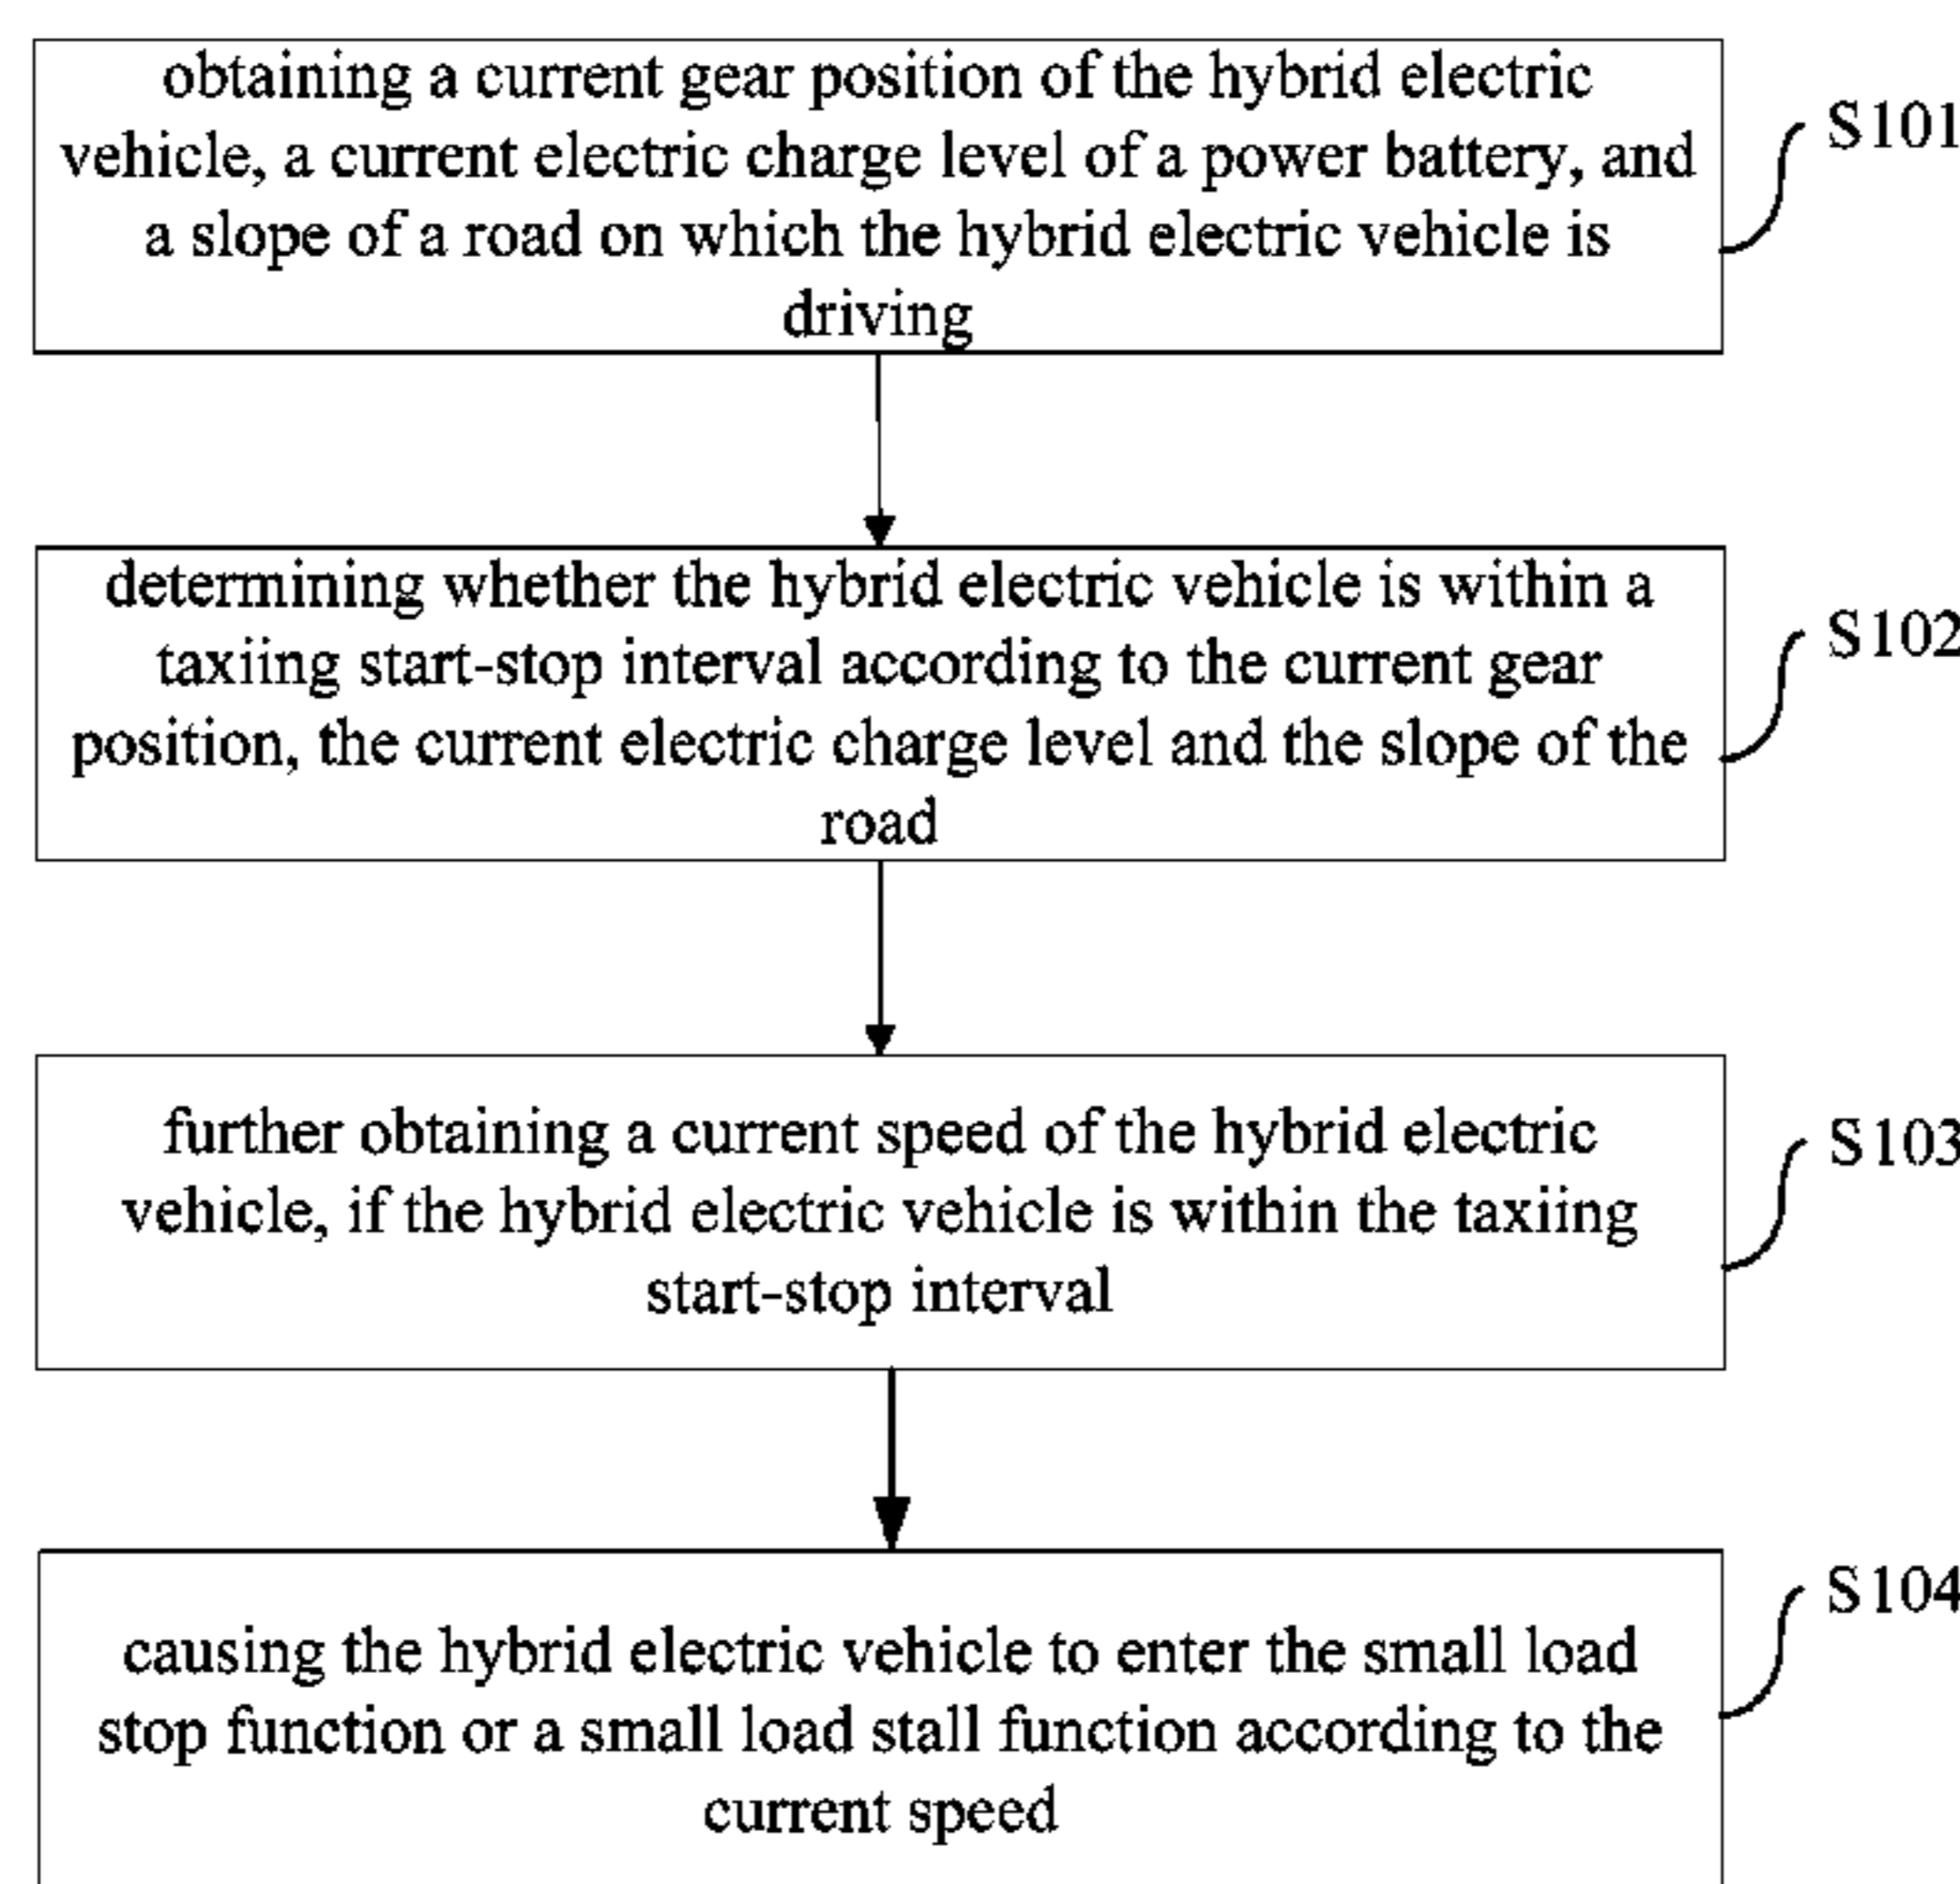 obtaining a current gear position of the hybrid electric
vehicle, a current electric charge level of a power battery, and
a slope of a road on which the hybrid electric vehicle is
driving
S101
determining whether the hybrid electric vehicle is within a
taxiing start-stop interval according to the current gear
position, the current electric charge level and the slope of the
road
S102
further obtaining a current speed of the hybrid electric
vehicle, if the hybrid electric vehicle is within the taxiing
start-stop interval
S103
causing the hybrid electric vehicle to enter the small load
stop function or a small load stall function according to the
current speed
S104